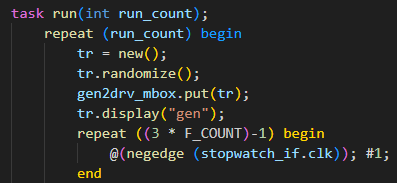 task run(int run_count);
repeat (run_count) begin
tr = new();
tr.randomize();
gen2drv_mbox.put(tr);
tr.display("gen");
repeat ((3 * F_COUNT)-1) begin
@(negedge (stopwatch_if.clk)); #1;
end